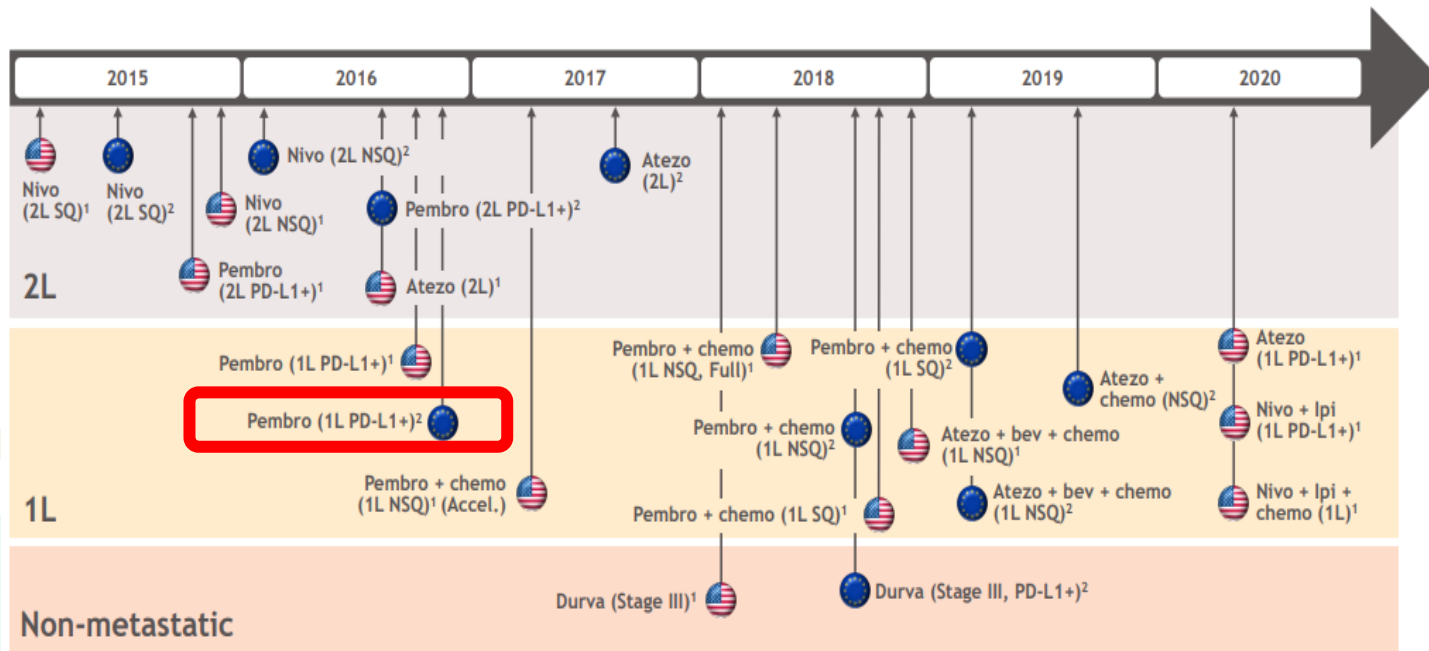 2015
2016
2017
2018
2019
2020
Nivo
(2L SQ)¹
Nivo
(2L SQ)²
Nivo
(2L NSQ)¹
Nivo (2L NSQ)²
Pembro (2L PD-L1+)²
Atezo
(2L)²
Pembro
(2L PD-L1+)¹
Atezo (2L)¹
2L
Pembro (1L PD-L1+)¹
Pembro + chemo
(1L NSQ, Full)¹
Pembro + chemo
(1L SQ)²
Atezo
(1L PD-L1+)¹
Atezo +
chemo (NSQ)²
Pembro (1L PD-L1+)²
Pembro + chemo
(1L NSQ)²
Atezo + bev + chemo
(1L NSQ)¹
Nivo + Ipi
(1L PD-L1+)¹
Pembro + chemo
(1L NSQ)¹ (Accel.)
Pembro + chemo (1L SQ)¹
Atezo + bev + chemo
(1L NSQ)²
Nivo + Ipi +
chemo (1L)¹
1L
Durva (Stage III)¹
Durva (Stage III, PD-L1+)²
Non-metastatic